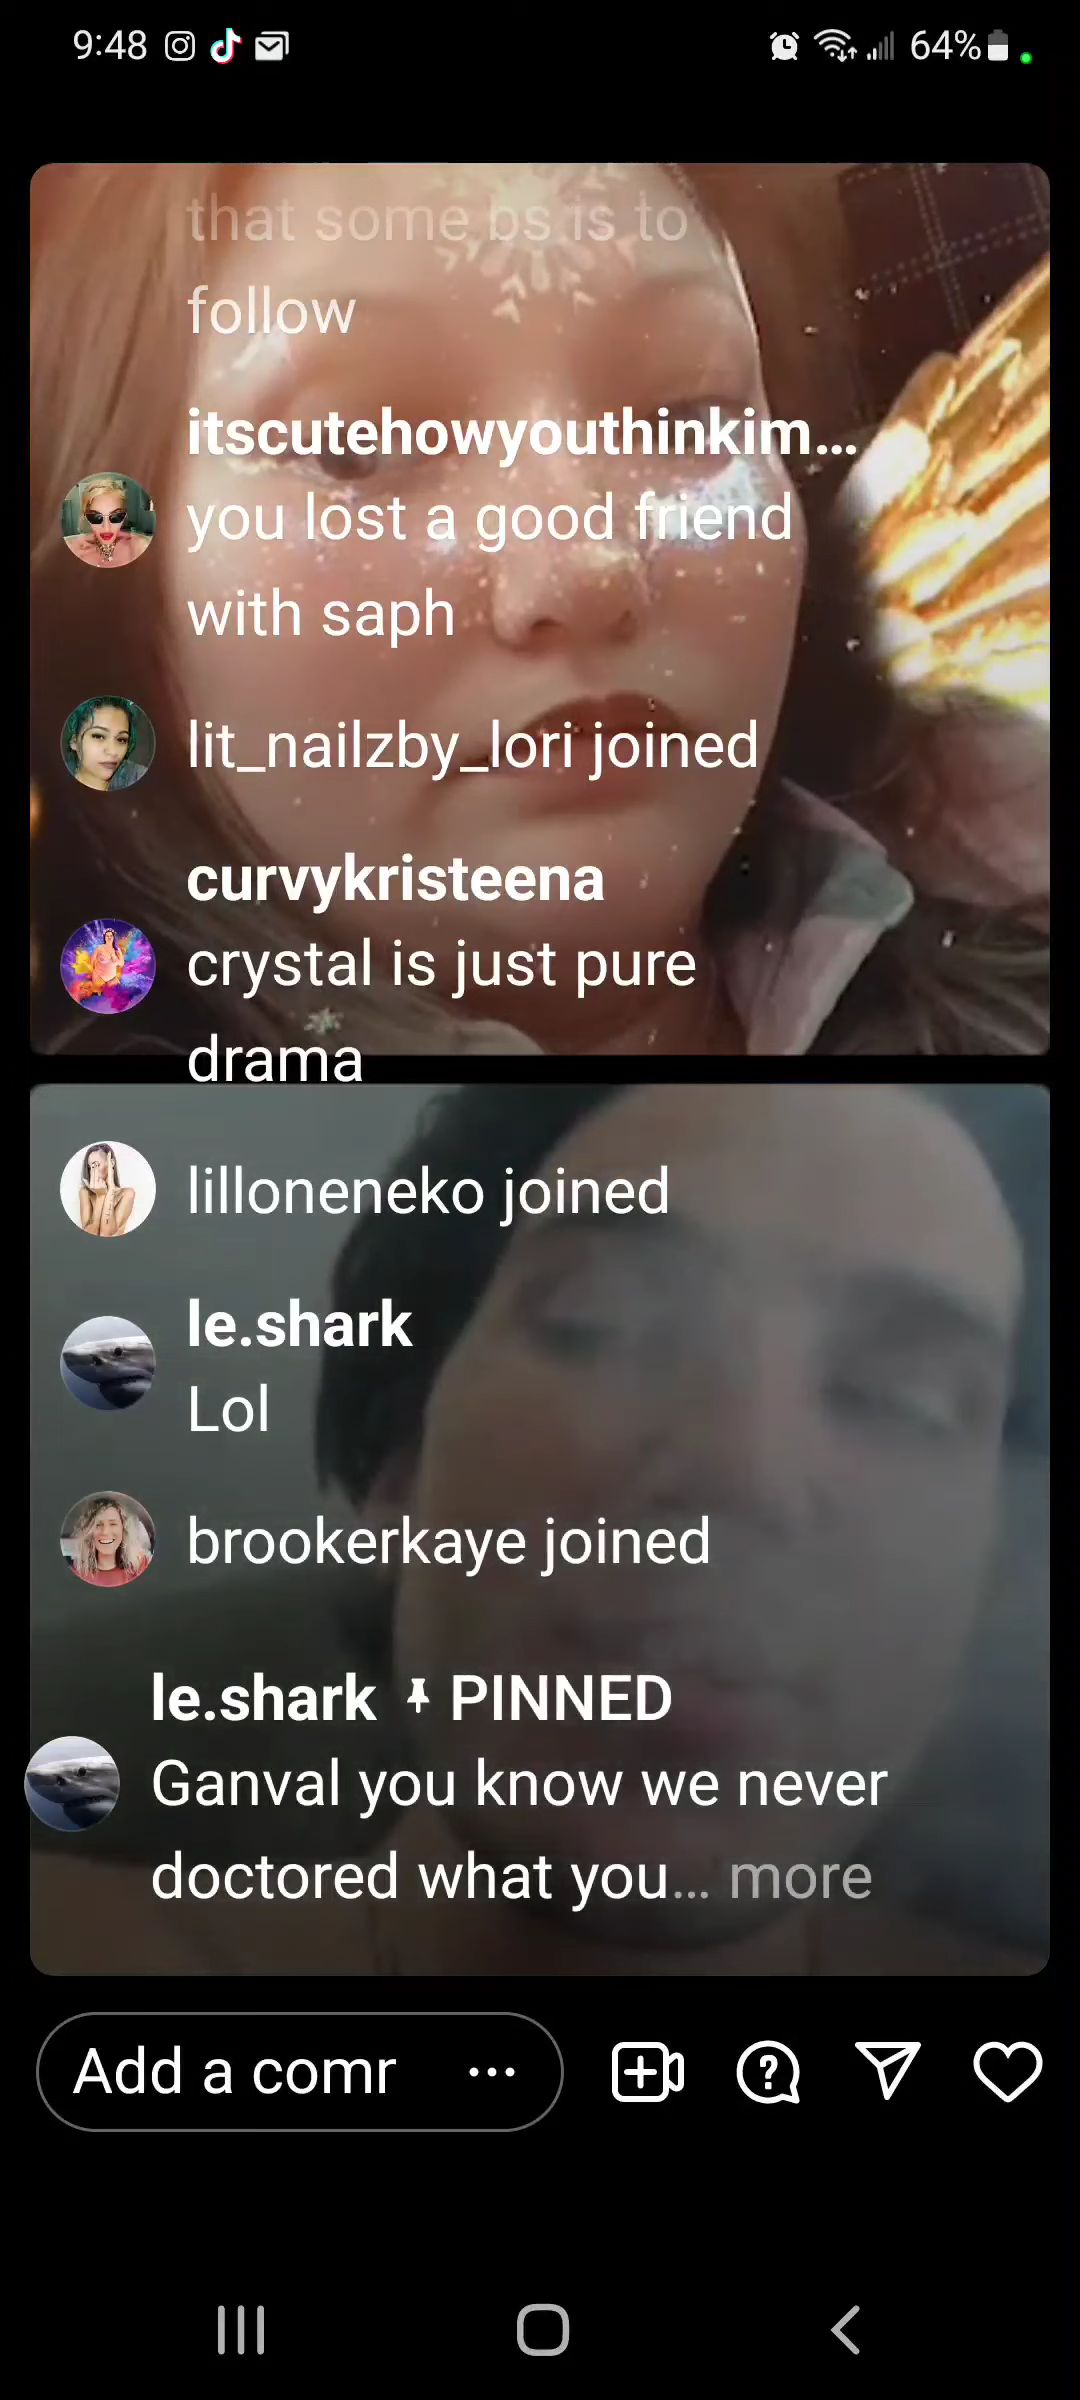 9:48
64%
that some bs is to
follow
itscutehowyouthinkim...
you lost a good friend
with saph
lit_nailzby_lori joined
curvykristeena
crystal is just pure
drama
lilloneneko joined
le.shark
Lol
brookerkaye joined
le.shark PINNED
Ganval you know we never
doctored what you... more
Add a comr